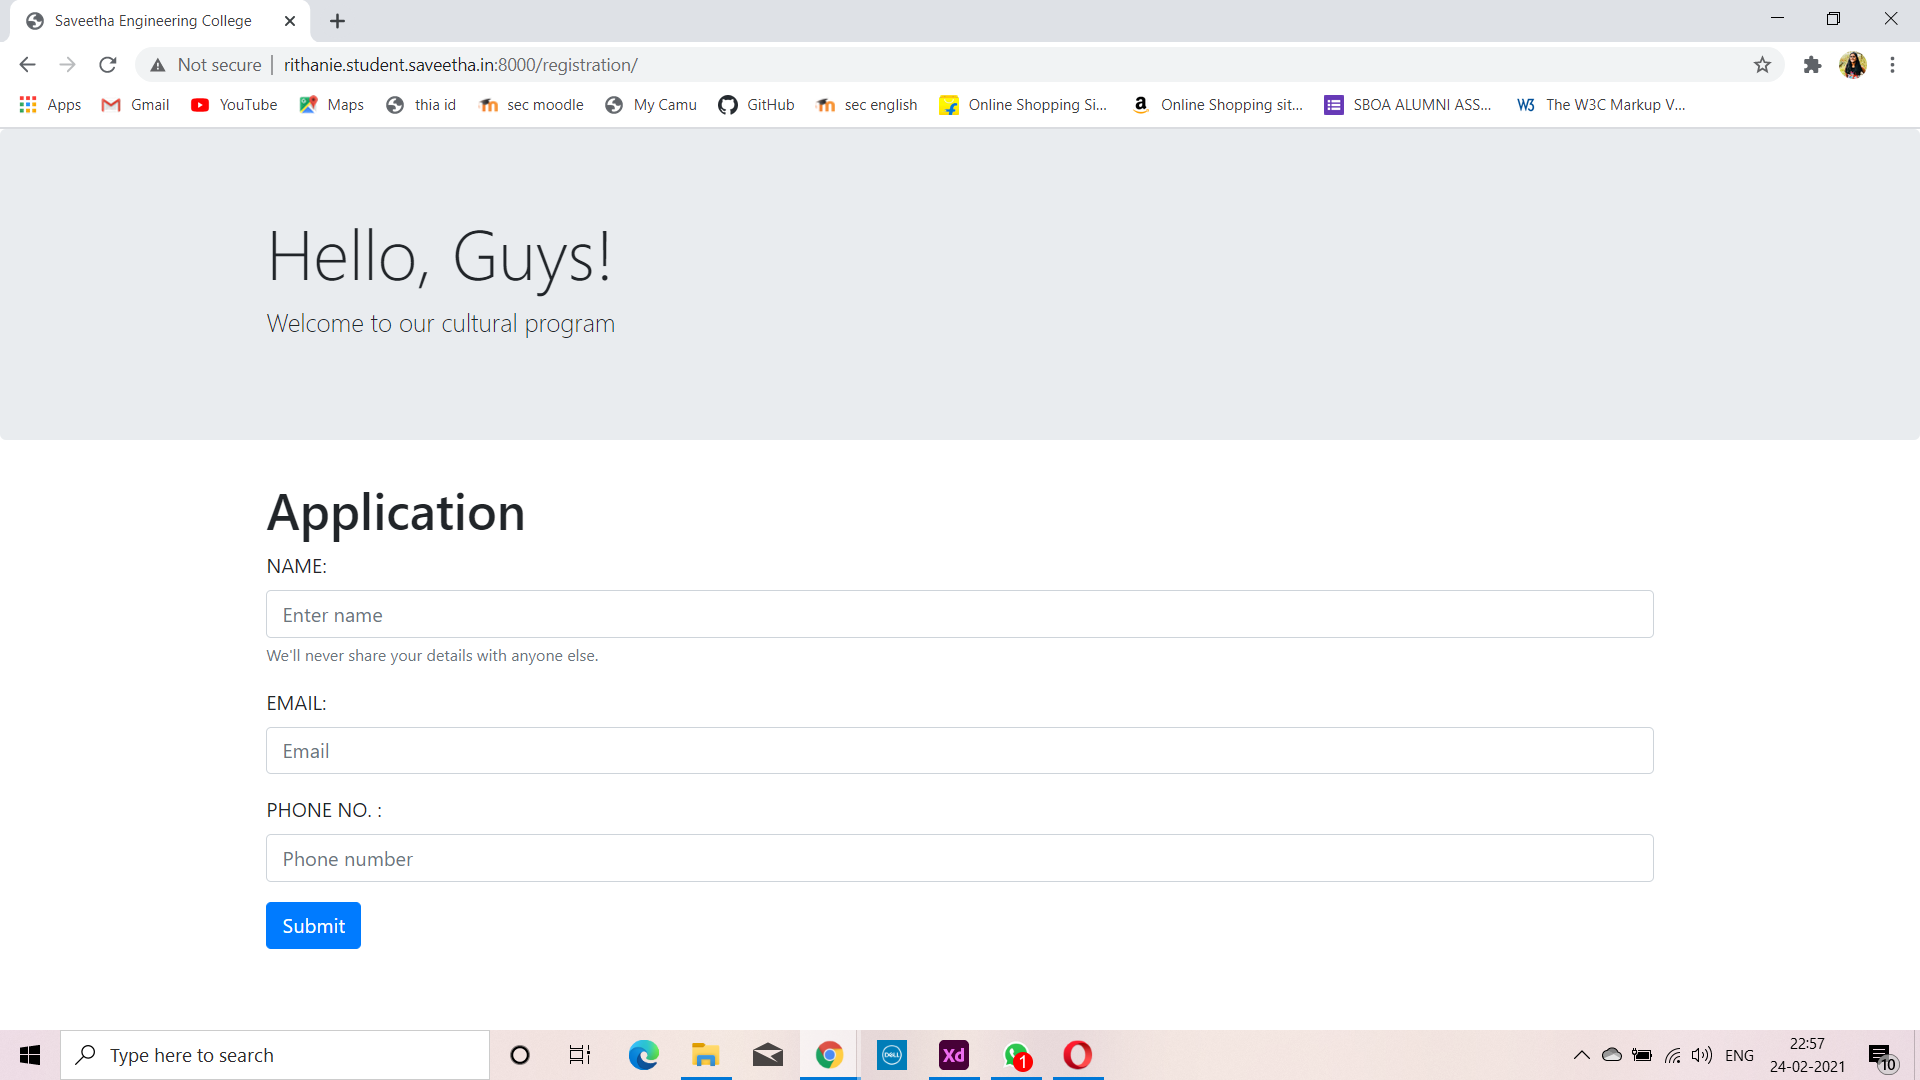 Saveetha Engineering College
Not secure | rithanie.student.saveetha.in:8000/registration/
Apps Gmail YouTube Maps thia id sec moodle My Camu GitHub sec english Online Shopping Si... Online Shopping sit... SBOA ALUMNI ASS... W3 The W3C Markup V...
Hello, Guys!
Welcome to our cultural program
Application
NAME:
Enter name
We'll never share your details with anyone else.
EMAIL:
Email
PHONE NO. :
Phone number
Submit
Type here to search
DELL
Xd
1
ENG
22:57
24-02-2021
10